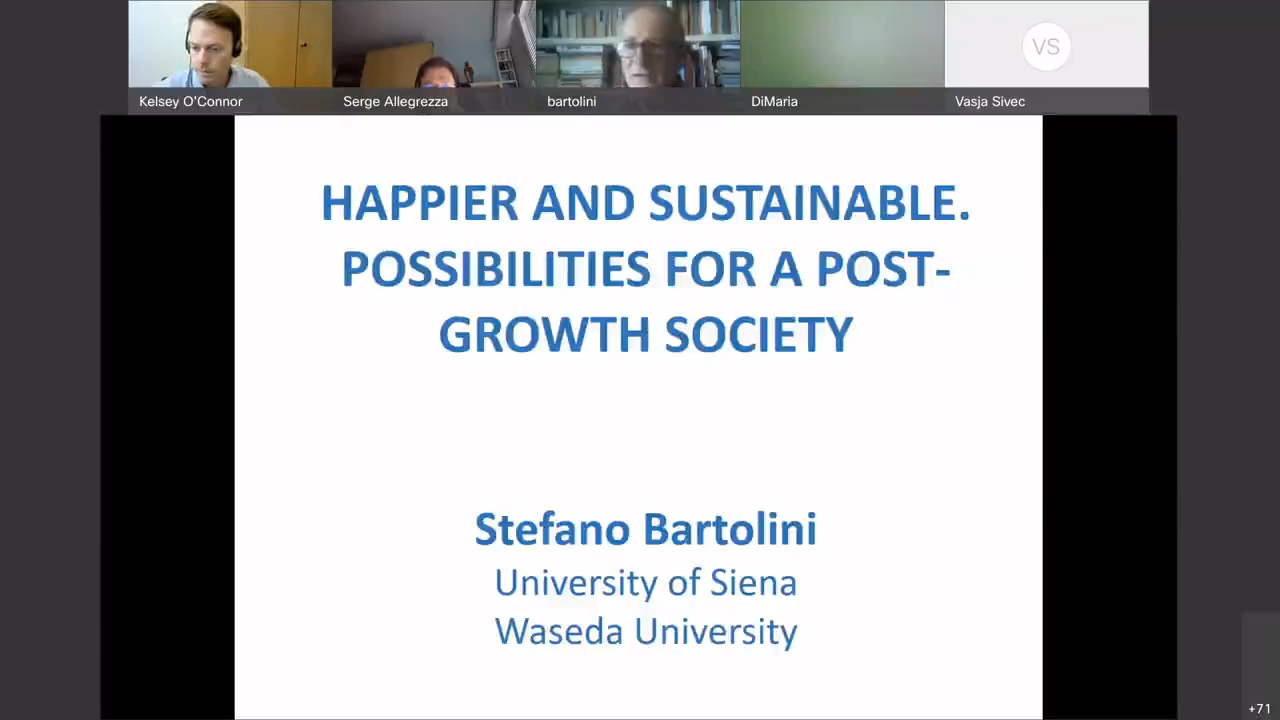 VS
Kelsey O'Connor
Serge Allegrezza
bartolini
DiMaria
Vasja Sivec
HAPPIER AND SUSTAINABLE.
POSSIBILITIES FOR A POST-
GROWTH SOCIETY
Stefano Bartolini
University of Siena
Waseda University
+71